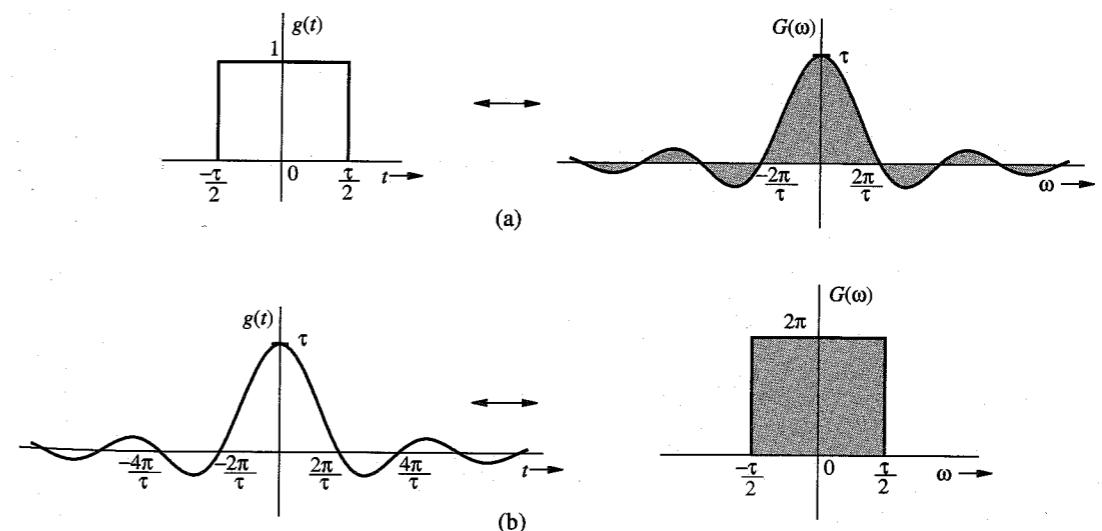 g(t)
1
-τ/2 0 τ/2 t
G(ω)
τ
-2π/τ 2π/τ ω
(a)
g(t)
τ
-4π/τ -2π/τ 2π/τ 4π/τ t
G(ω)
2π
-τ/2 0 τ/2 ω
(b)